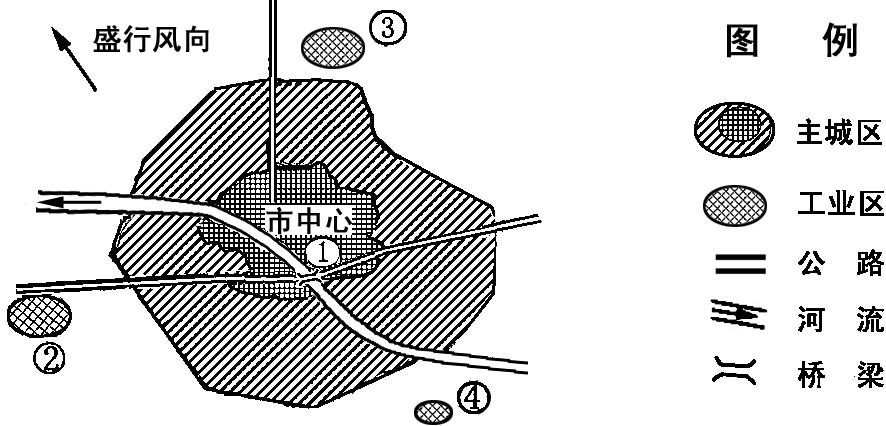 盛行风向
③
市中心
①
②
④
图 例
主城区
工业区
公 路
河 流
桥 梁